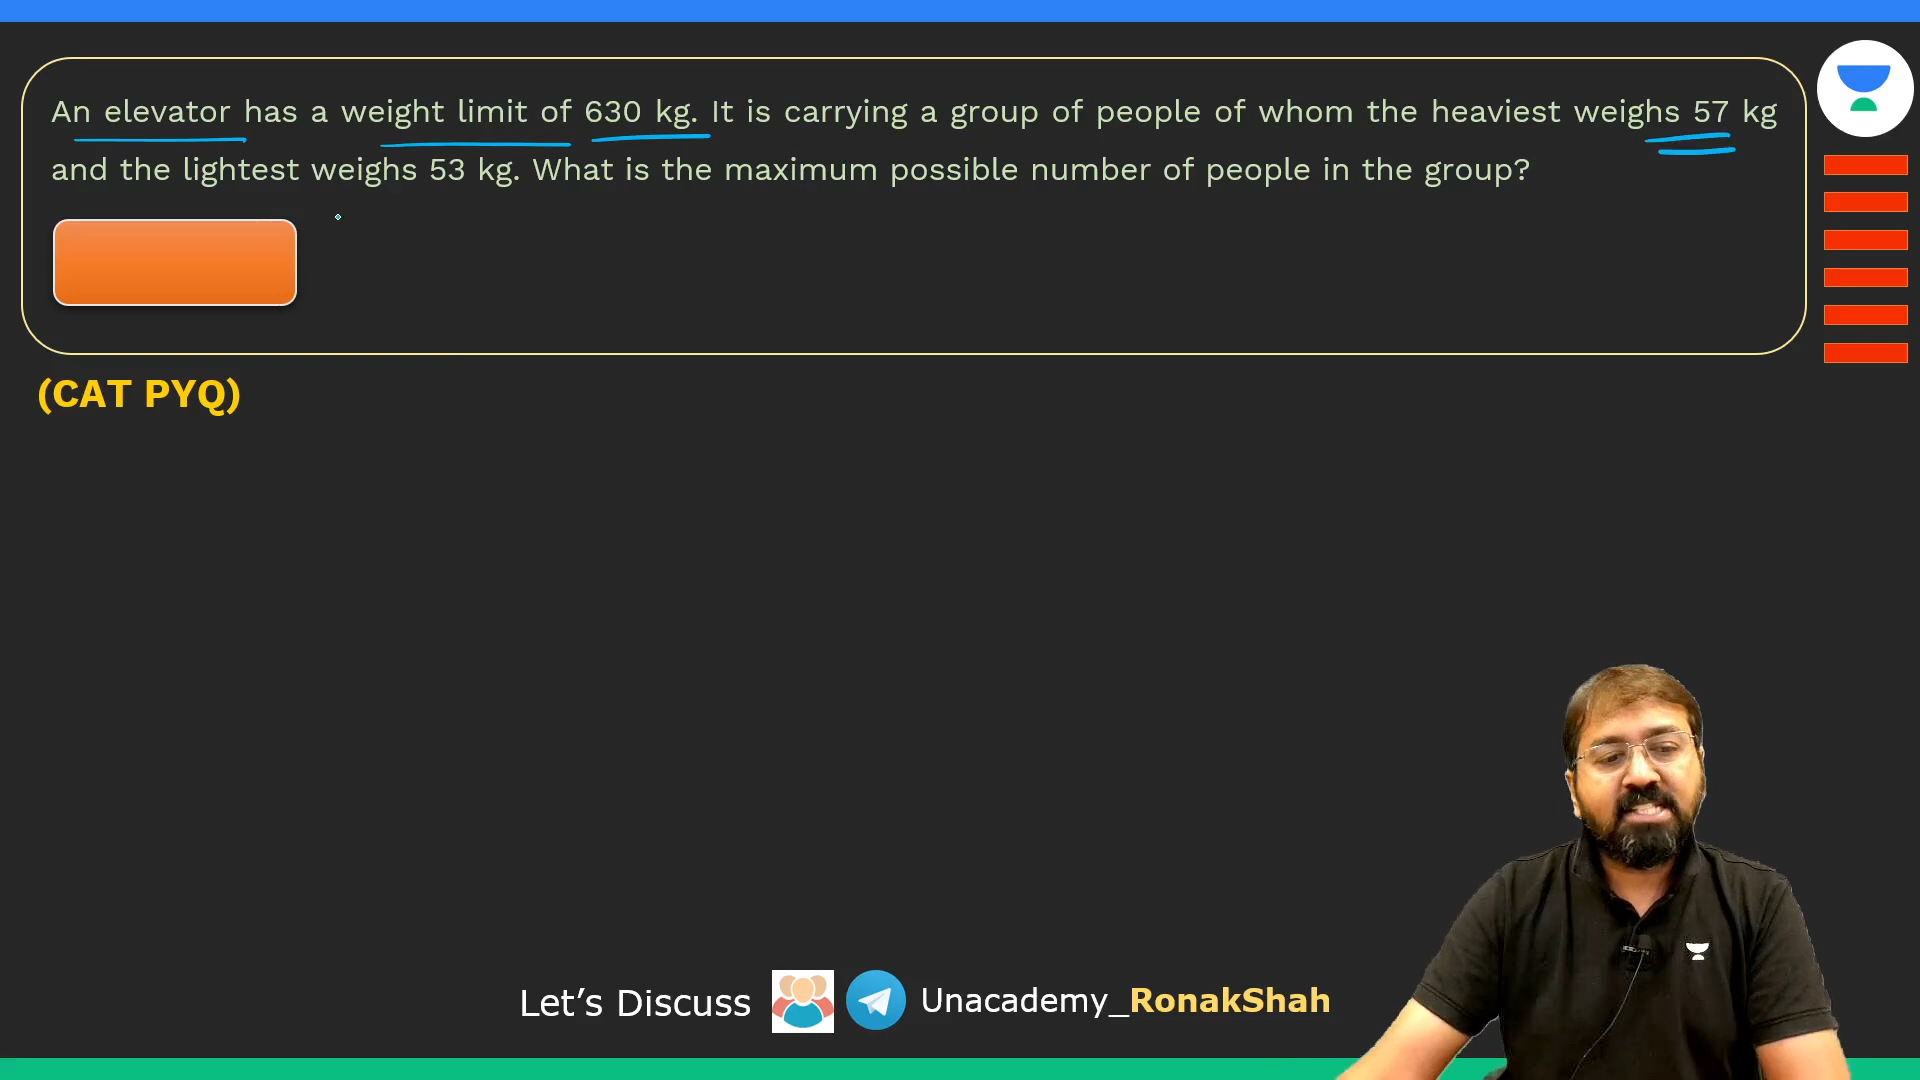 An elevator has a weight limit of 630 kg. It is carrying a group of people of whom the heaviest weighs 57 kg
and the lightest weighs 53 kg. What is the maximum possible number of people in the group?
(CAT PYQ)
Let’s Discuss
Unacademy_RonakShah